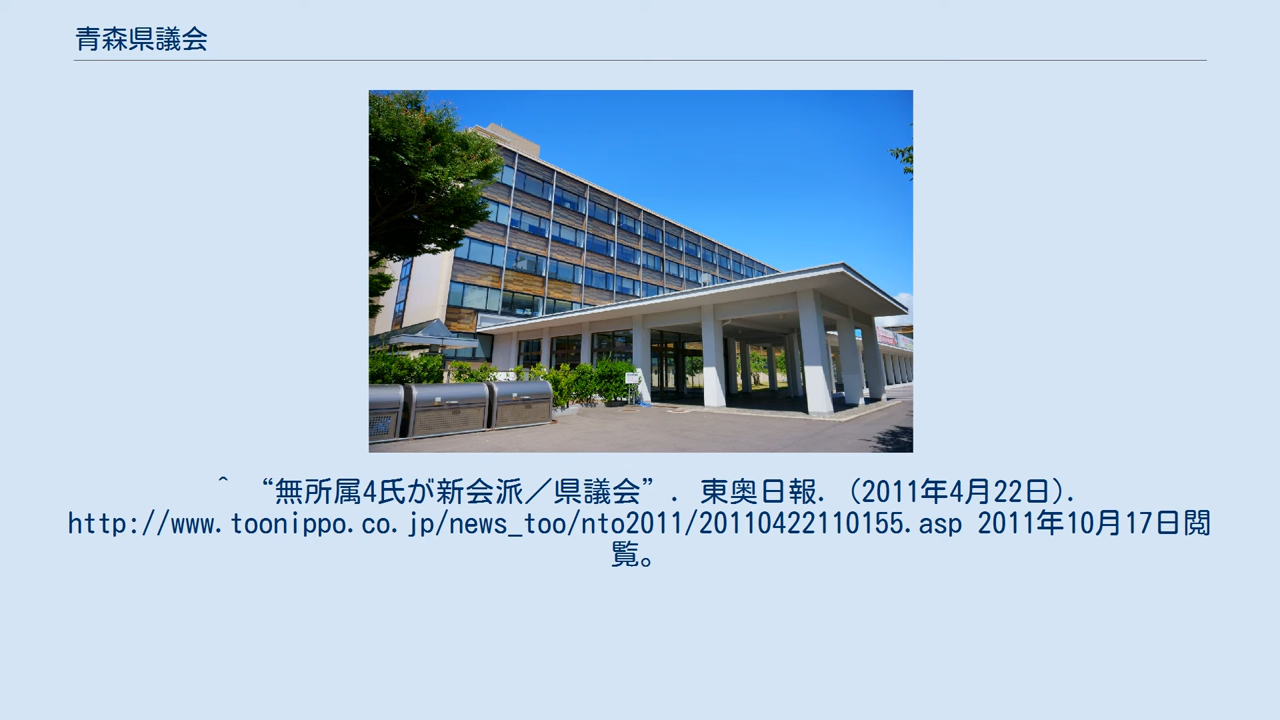 青森県議会
^ “無所属4氏が新会派／県議会”. 東奥日報. (2011年4月22日).
http://www.toonippo.co.jp/news_too/nto2011/20110422110155.asp 2011年10月17日閲
覧。